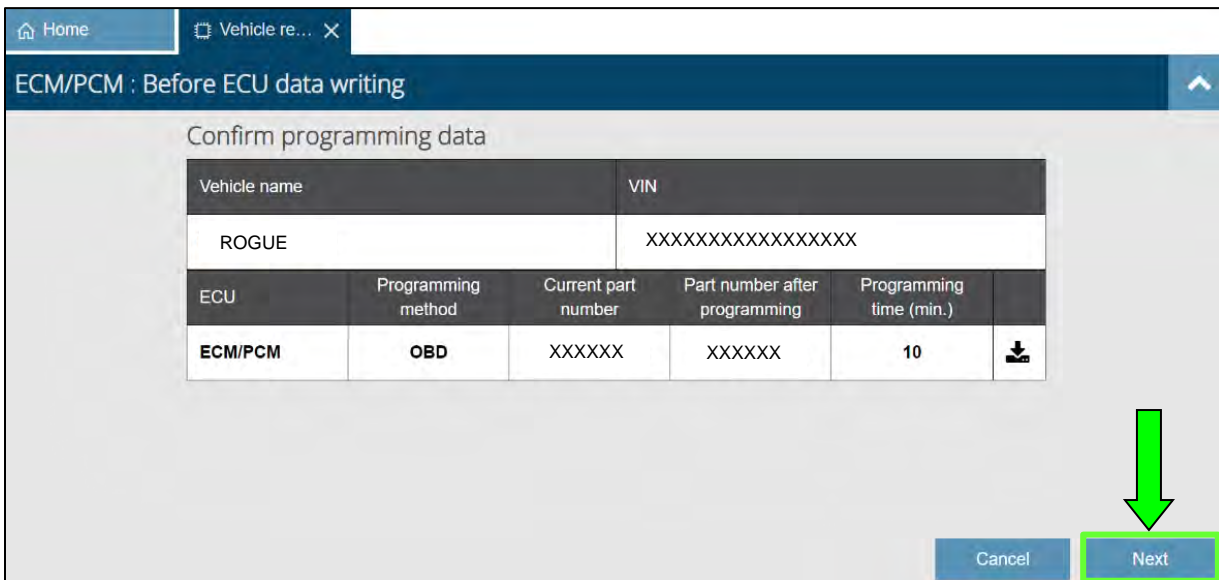 Home
Vehicle re...
ECM/PCM : Before ECU data writing
Confirm programming data
Vehicle name VIN
ROGUE XXXXXXXXXXXXXXXXX
ECU Programming method Current part number Part number after programming Programming time (min.)
ECM/PCM OBD XXXXXX XXXXXX 10
Cancel Next